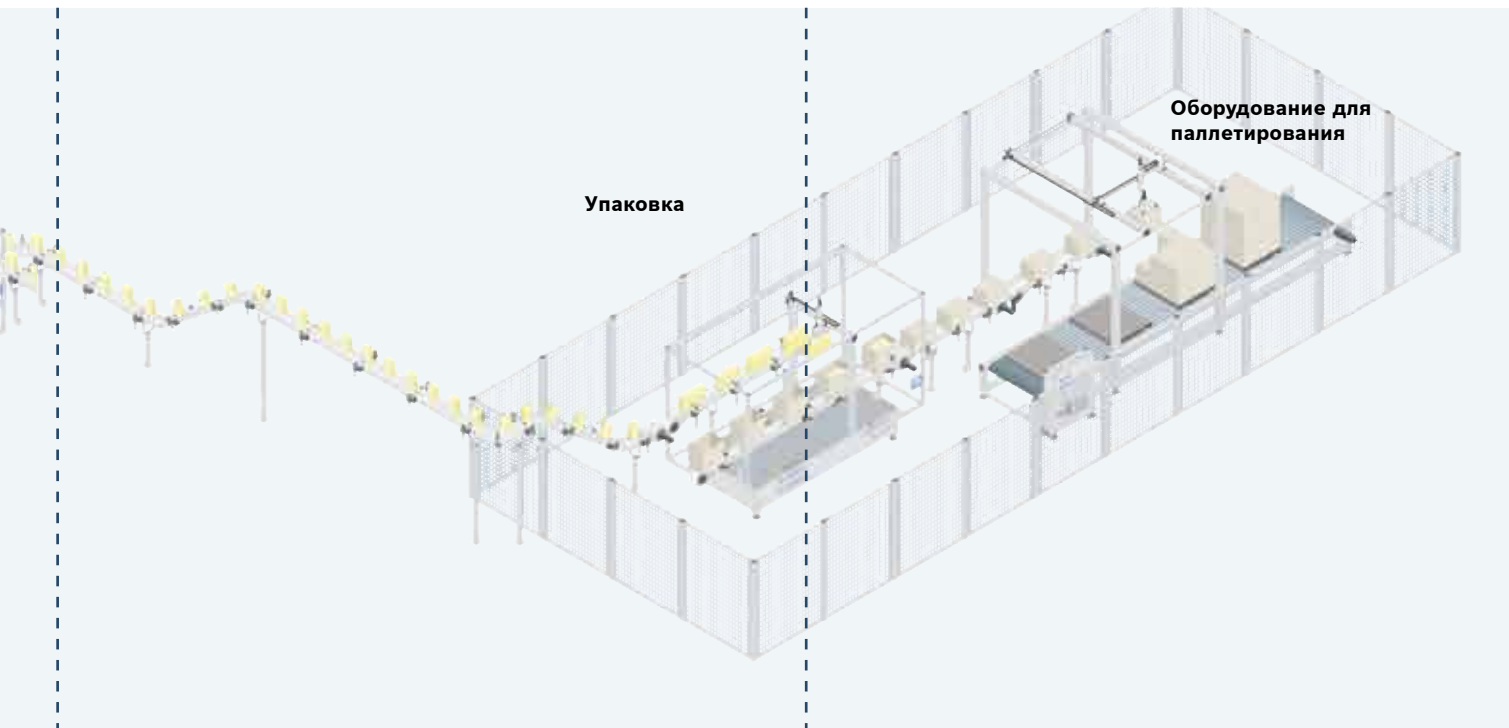 Упаковка
Оборудование для
паллетирования